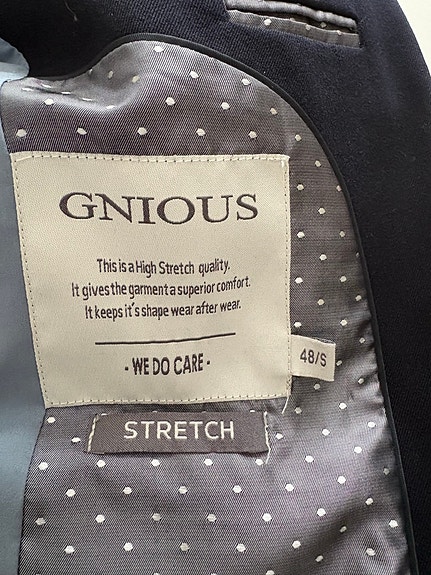 GNIOUS
This is a High Stretch quality.
It gives the garment a superior comfort.
It keeps it's shape wear after wear.
- WE DO CARE -
48/S
STRETCH